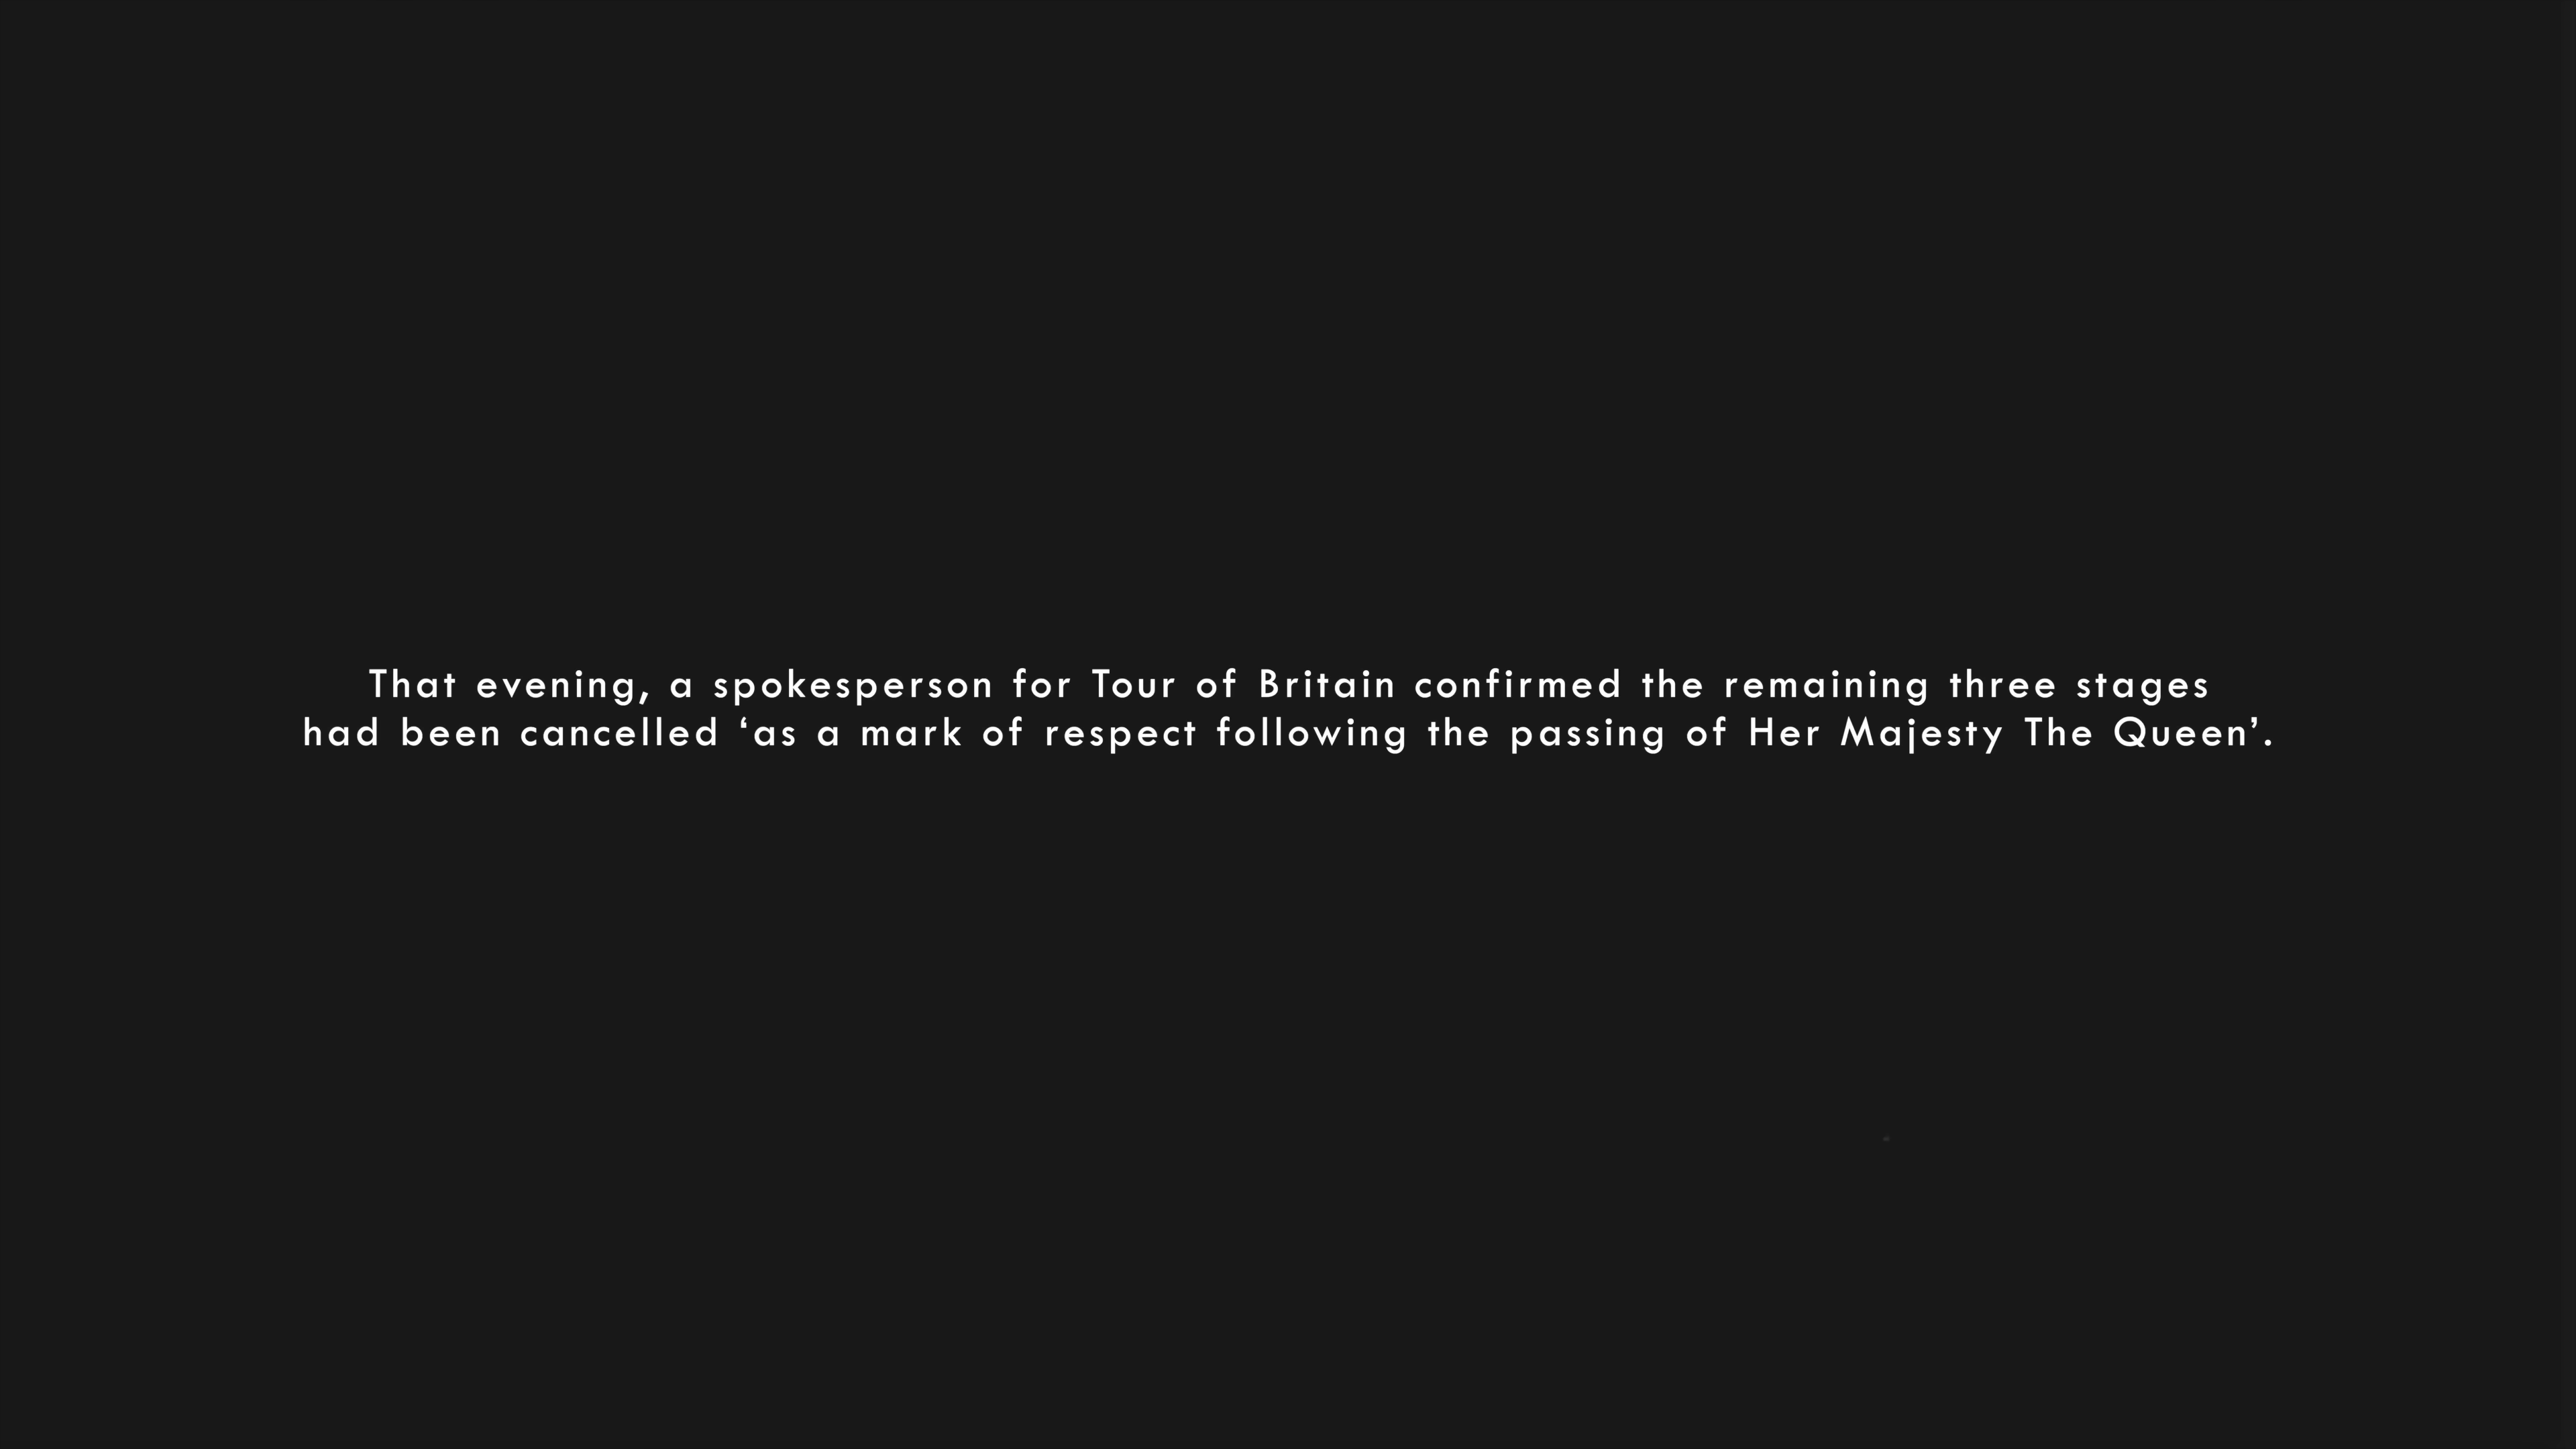 That evening, a spokesperson for Tour of Britain confirmed the remaining three stages
had been cancelled ‘as a mark of respect following the passing of Her Majesty The Queen’.